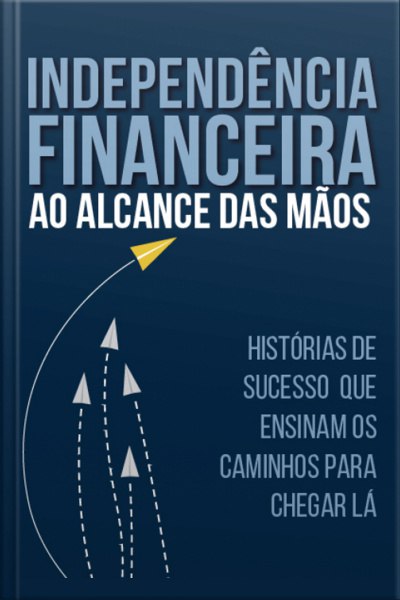 INDEPENDÊNCIA
FINANCEIRA
AO ALCANCE DAS MÃOS
HISTÓRIAS DE
SUCESSO QUE
ENSINAM OS
CAMINHOS PARA
CHEGAR LÁ